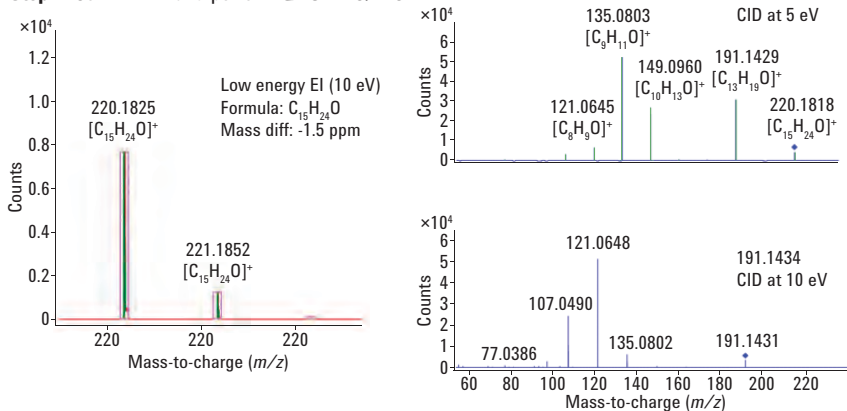 ×10⁴
1.2
1.0
0.8
0.6
0.4
0.2
0
Counts
220.1825
[C₁₅H₂₄O]⁺
221.1852
[C₁₅H₂₄O]⁺
Low energy EI (10 eV)
Formula: C₁₅H₂₄O
Mass diff: -1.5 ppm
220 220 220
Mass-to-charge (m/z)
×10⁴
6
5
4
3
2
1
0
Counts
CID at 5 eV
135.0803
[C₉H₁₁O]⁺
121.0645
[C₈H₉O]⁺
149.0960
[C₁₀H₁₃O]⁺
191.1429
[C₁₃H₁₉O]⁺
220.1818
[C₁₅H₂₄O]⁺
×10⁴
6
5
4
3
2
1
0
Counts
191.1434
CID at 10 eV
121.0648
107.0490
77.0386
135.0802
191.1431
60 80 100 120 140 160 180 200 220
Mass-to-charge (m/z)